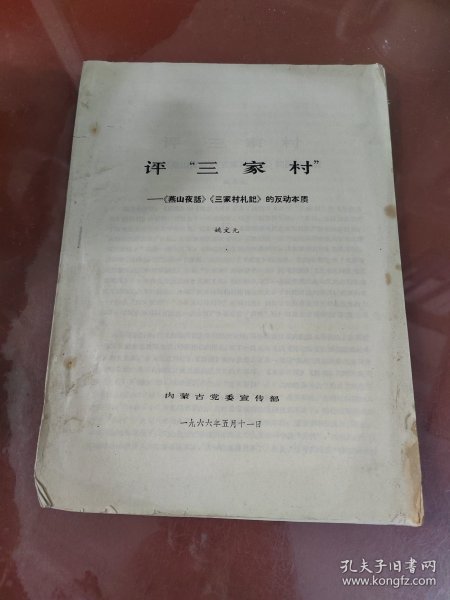 评“三家村”
——《燕山夜話》《三家村札記》的反动本质
姚文元
内蒙古党委宣传部
一九六六年五月十一日
孔夫子旧书网
www.kongfz.com